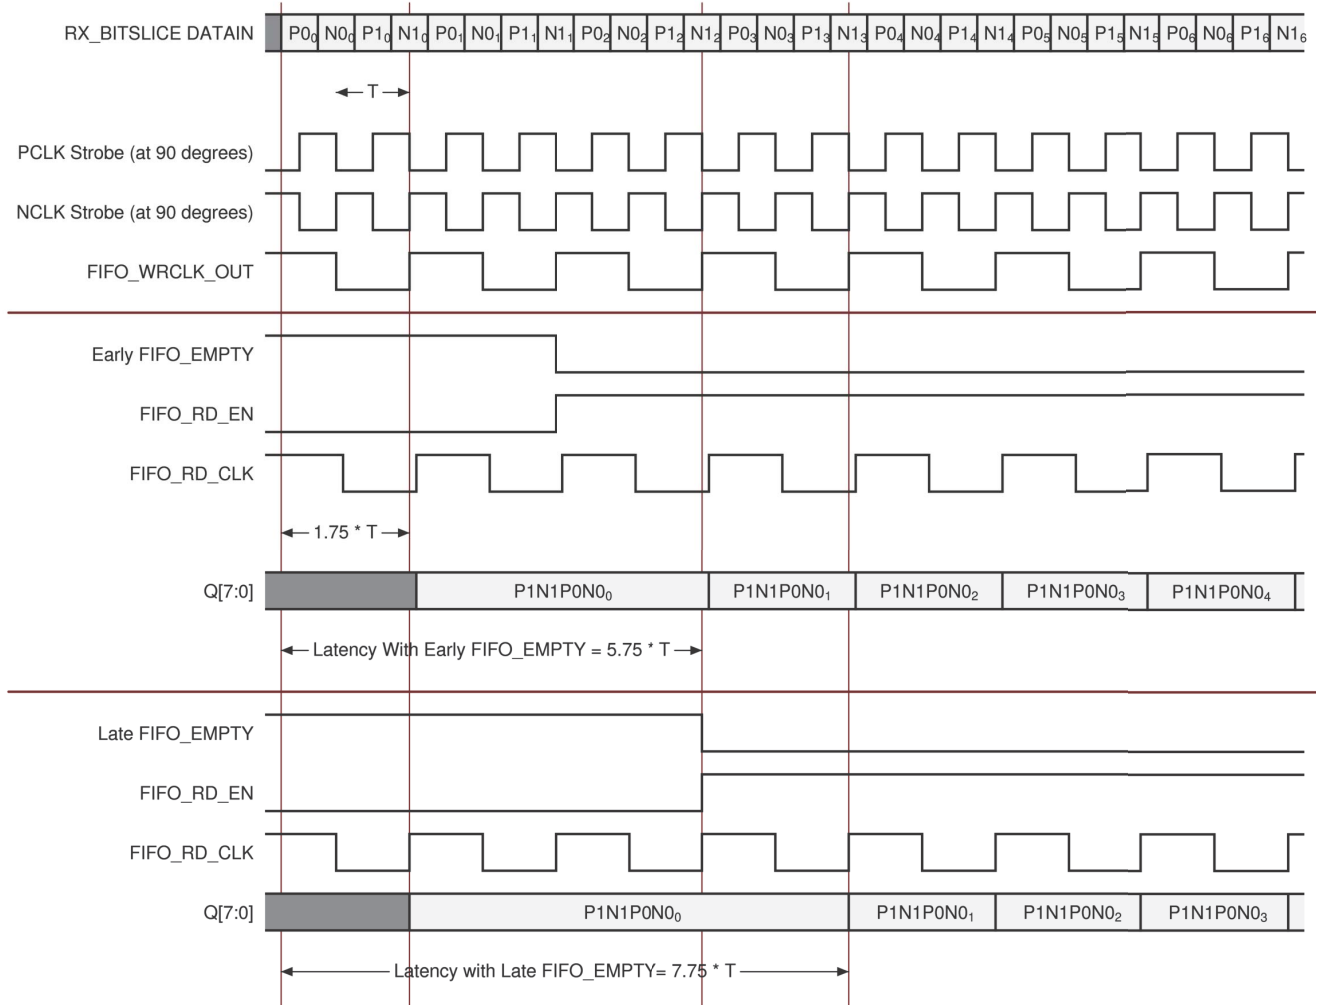 RX_BITSLICE DATAIN P0₀ N0₀ P1₀ N1₀ P0₁ N0₁ P1₁ N1₁ P0₂ N0₂ P1₂ N1₂ P0₃ N0₃ P1₃ N1₃ P0₄ N0₄ P1₄ N1₄ P0₅ N0₅ P1₅ N1₅ P0₆ N0₆ P1₆ N1₆
T
PCLK Strobe (at 90 degrees)
NCLK Strobe (at 90 degrees)
FIFO_WRCLK_OUT
Early FIFO_EMPTY
FIFO_RD_EN
FIFO_RD_CLK
1.75 * T
Q[7:0] P1N1P0N0₀ P1N1P0N0₁ P1N1P0N0₂ P1N1P0N0₃ P1N1P0N0₄
Latency With Early FIFO_EMPTY = 5.75 * T
Late FIFO_EMPTY
FIFO_RD_EN
FIFO_RD_CLK
Q[7:0] P1N1P0N0₀ P1N1P0N0₁ P1N1P0N0₂ P1N1P0N0₃
Latency with Late FIFO_EMPTY= 7.75 * T